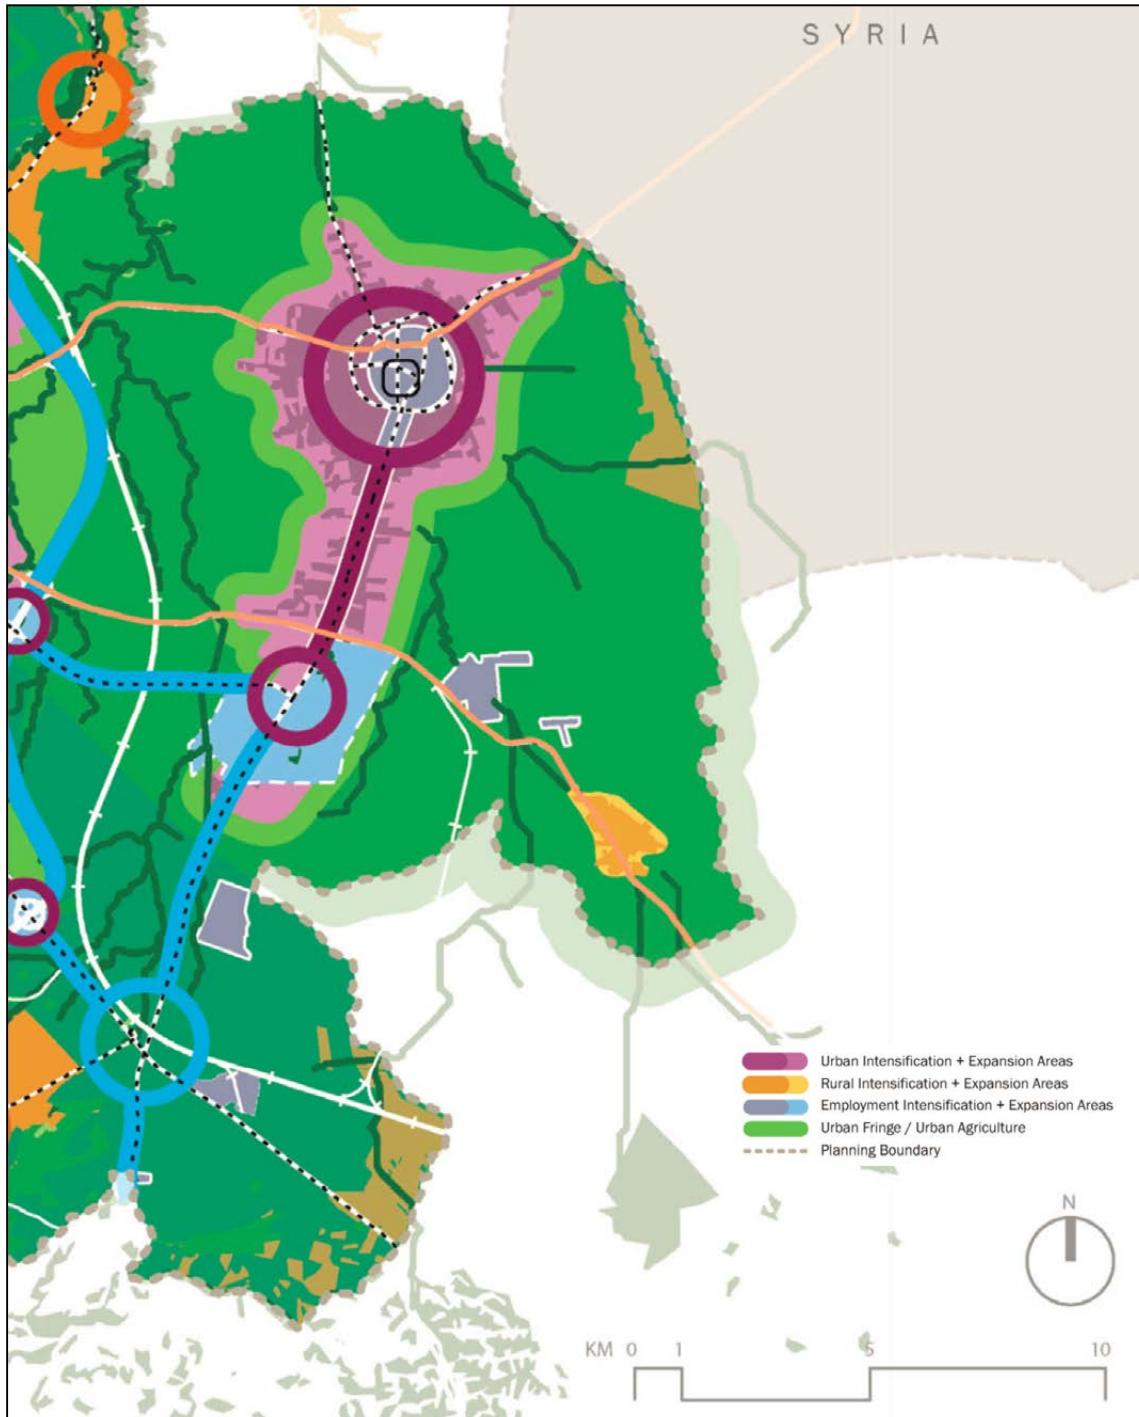 SYRIA
Urban Intensification + Expansion Areas
Rural Intensification + Expansion Areas
Employment Intensification + Expansion Areas
Urban Fringe / Urban Agriculture
Planning Boundary
N
KM 0 1 5 10